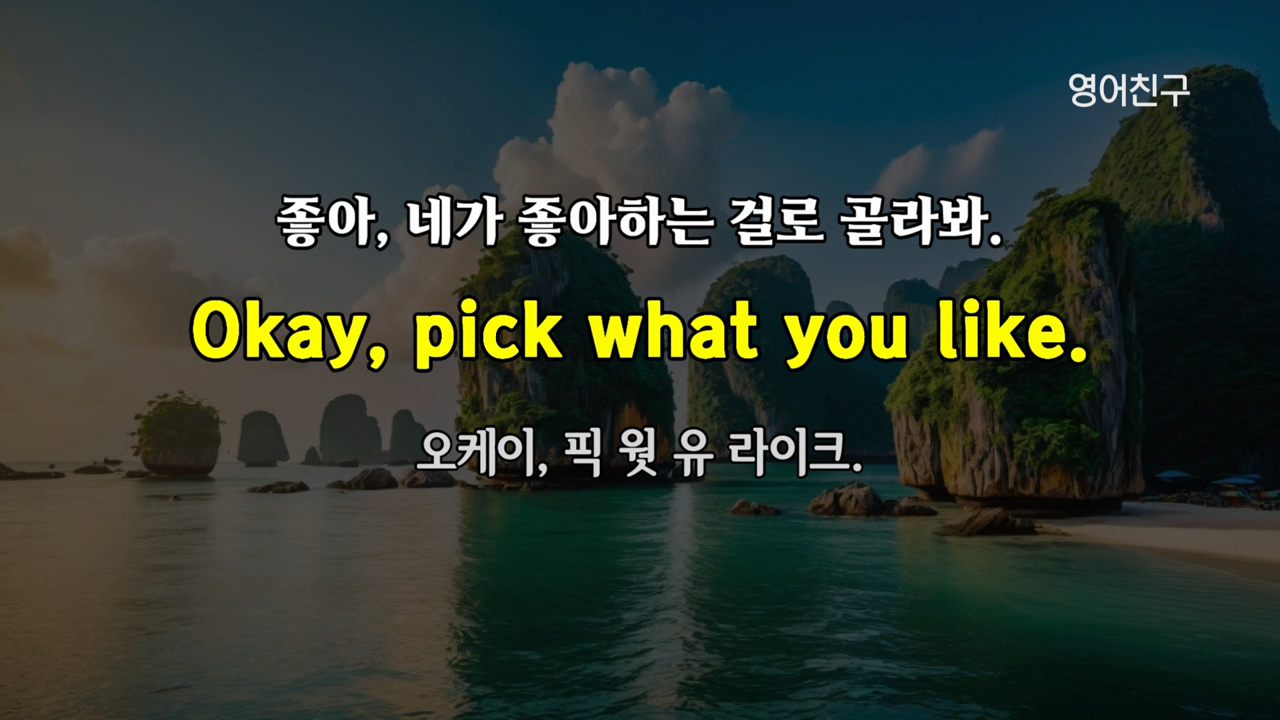 영어친구
좋아, 네가 좋아하는 걸로 골라봐.
Okay, pick what you like.
오케이, 픽 웟 유 라이크.